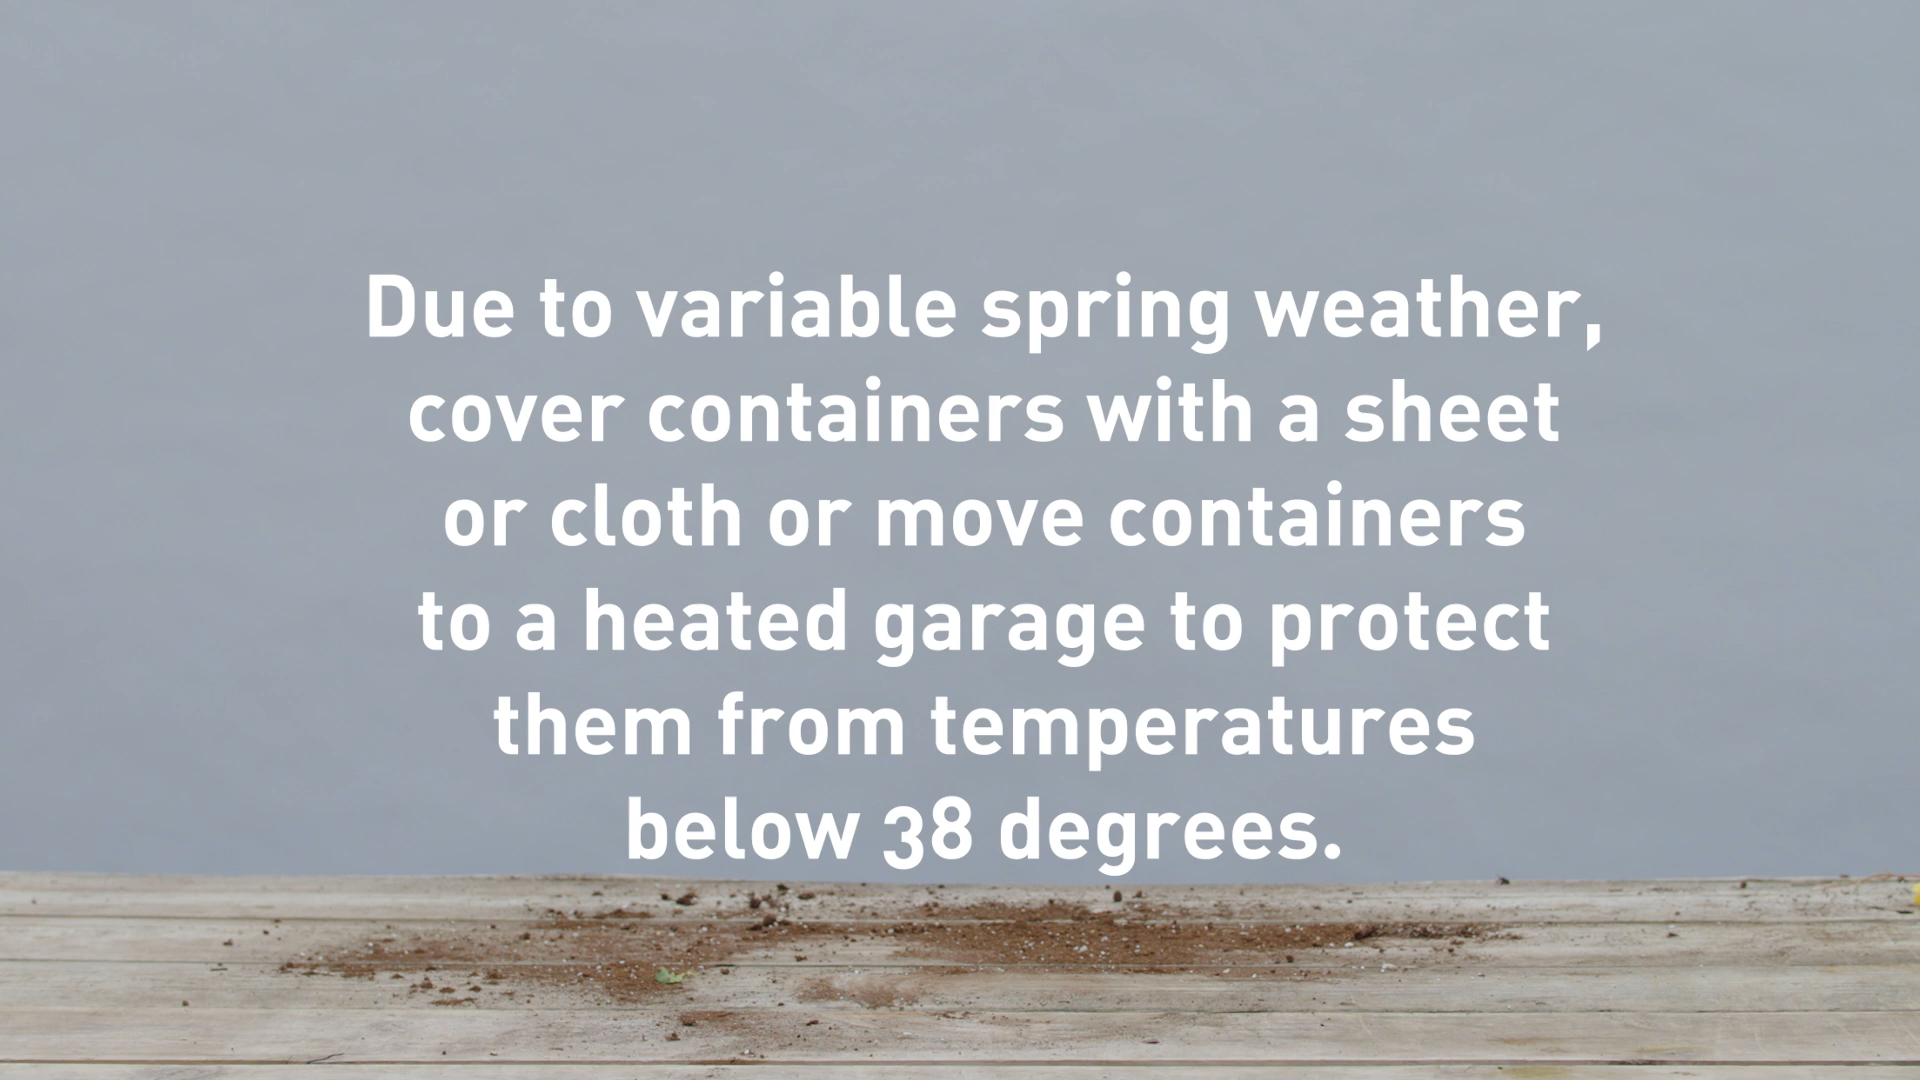 Due to variable spring weather,
cover containers with a sheet
or cloth or move containers
to a heated garage to protect
them from temperatures
below 38 degrees.